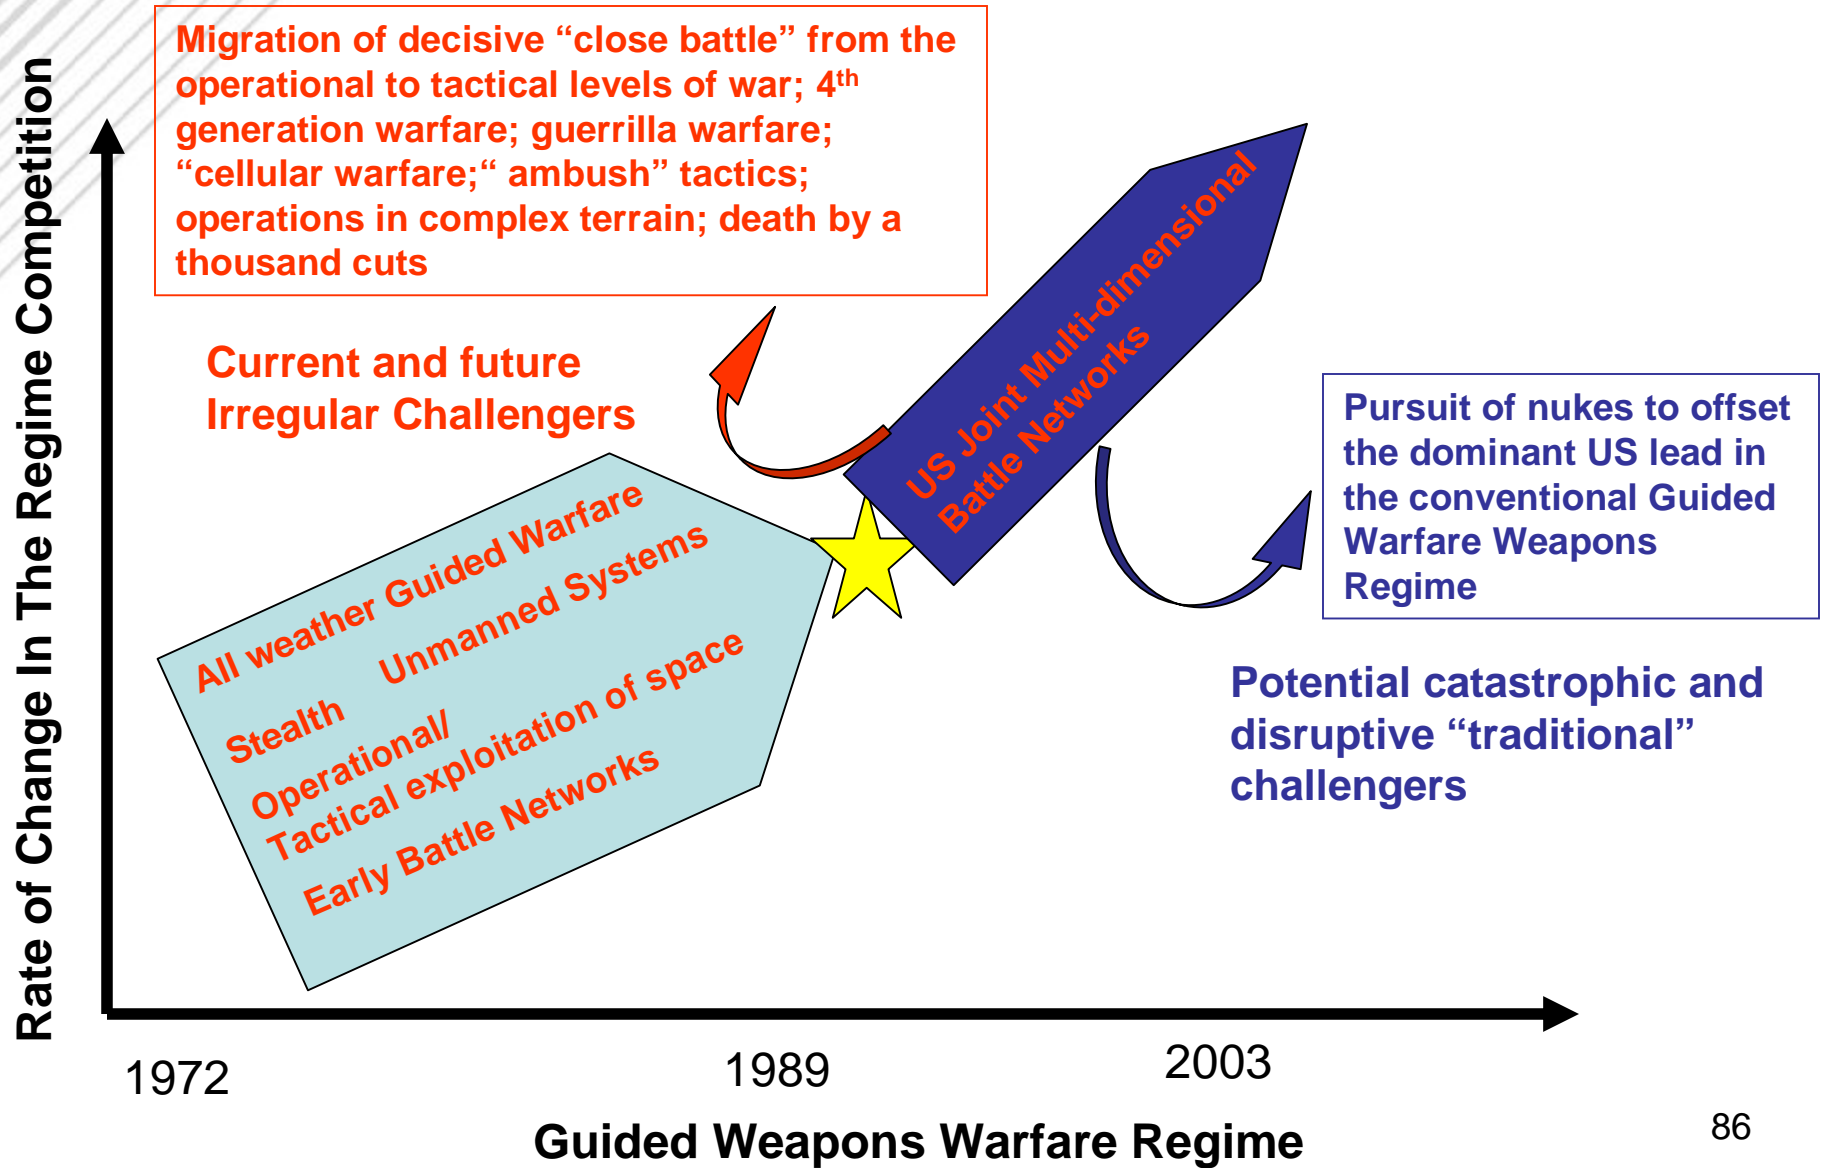 Rate of Change In The Regime Competition
Migration of decisive “close battle” from the
operational to tactical levels of war; 4th
generation warfare; guerrilla warfare;
“cellular warfare;“ ambush” tactics;
operations in complex terrain; death by a
thousand cuts
Current and future
Irregular Challengers
US Joint Multi-dimensional
Battle Networks
Pursuit of nukes to offset
the dominant US lead in
the conventional Guided
Warfare Weapons
Regime
Potential catastrophic and
disruptive “traditional”
challengers
All weather Guided Warfare
Stealth Unmanned Systems
Operational/
Tactical exploitation of space
Early Battle Networks
1972 1989 2003
Guided Weapons Warfare Regime
86